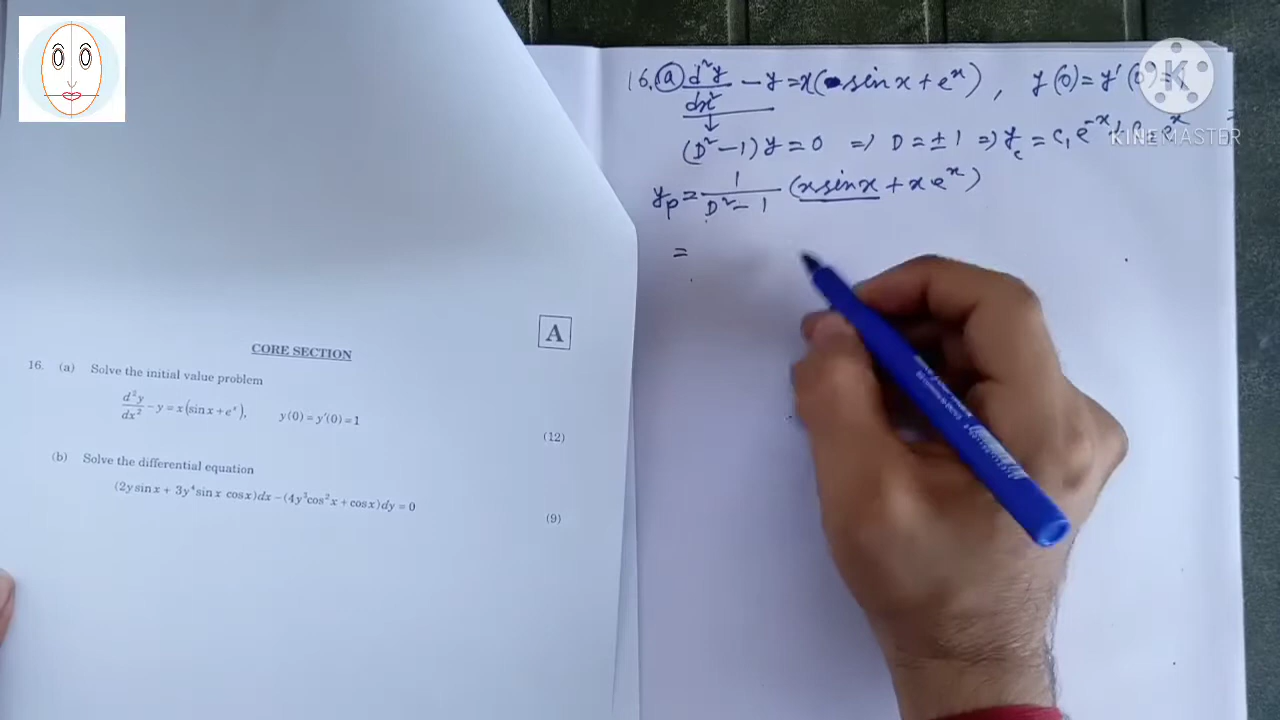 A
CORE SECTION
16. (a) Solve the initial value problem
d²y/dx² − y = x(sin x + eˣ), y(0) = y′(0) = 1
(12)
(b) Solve the differential equation
(2y sin x + 3y⁴ sin x cos x)dx − (4y³cos²x + cos x)dy = 0
(9)
16. (a) d²y/dx² − y = x(sin x + eˣ), y(0) = y′(0) = 1
(D² − 1)y = 0 ⇒ D = ± 1 ⇒ y_c = c₁e⁻ˣ + c₂eˣ
y_p = 1/(D² − 1) (x sin x + x eˣ)
=
KINEMASTER